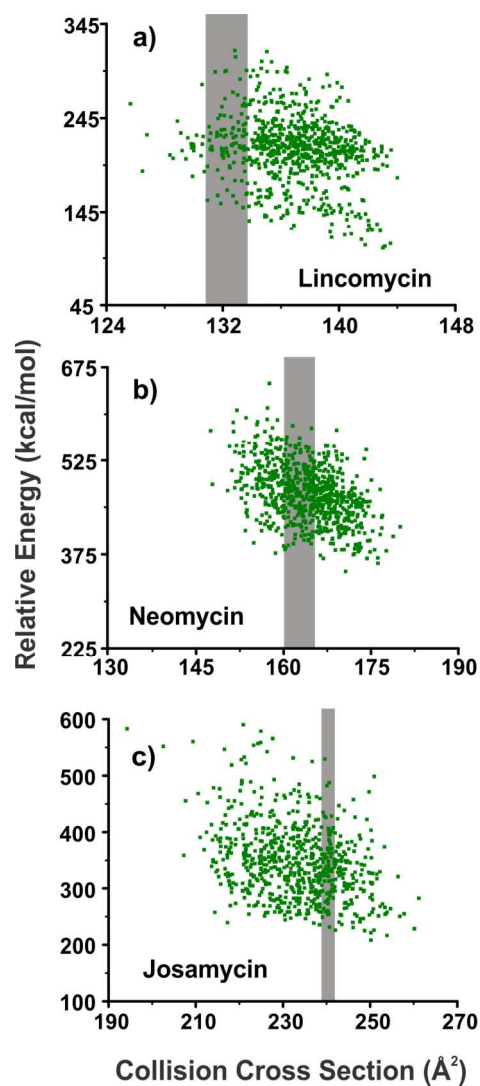 345
a)
245
145
Lincomycin
45
124 132 140 148
675
b)
525
375
Neomycin
225
130 145 160 175 190
Relative Energy (kcal/mol)
600
c)
500
400
300
200
Josamycin
100
190 210 230 250 270
Collision Cross Section (Å²)